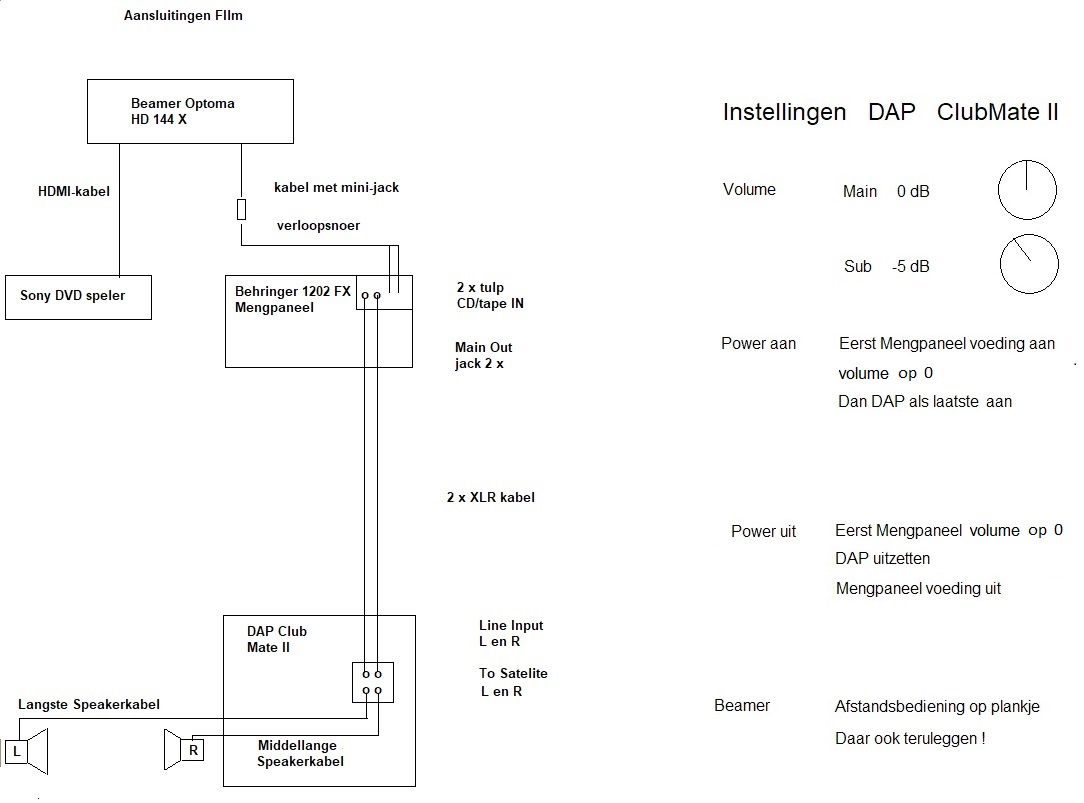 Aansluitingen FIlm
Beamer Optoma
HD 144 X
HDMI-kabel
kabel met mini-jack
verloopsnoer
Sony DVD speler
Behringer 1202 FX
Mengpaneel
2 x tulp
CD/tape IN
Main Out
jack 2 x
2 x XLR kabel
DAP Club
Mate II
Line Input
L en R
To Satelite
L en R
Langste Speakerkabel
L
R
Middellange
Speakerkabel
Instellingen DAP ClubMate II
Volume Main 0 dB
Sub -5 dB
Power aan Eerst Mengpaneel voeding aan
volume op 0
Dan DAP als laatste aan
Power uit Eerst Mengpaneel volume op 0
DAP uitzetten
Mengpaneel voeding uit
Beamer Afstandsbediening op plankje
Daar ook teruleggen !